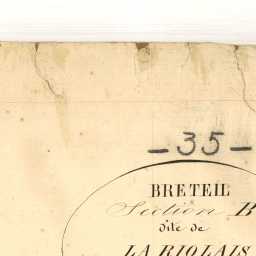 - 35 -
BRETEIL
Section B
dite de
LA RIOLAIS